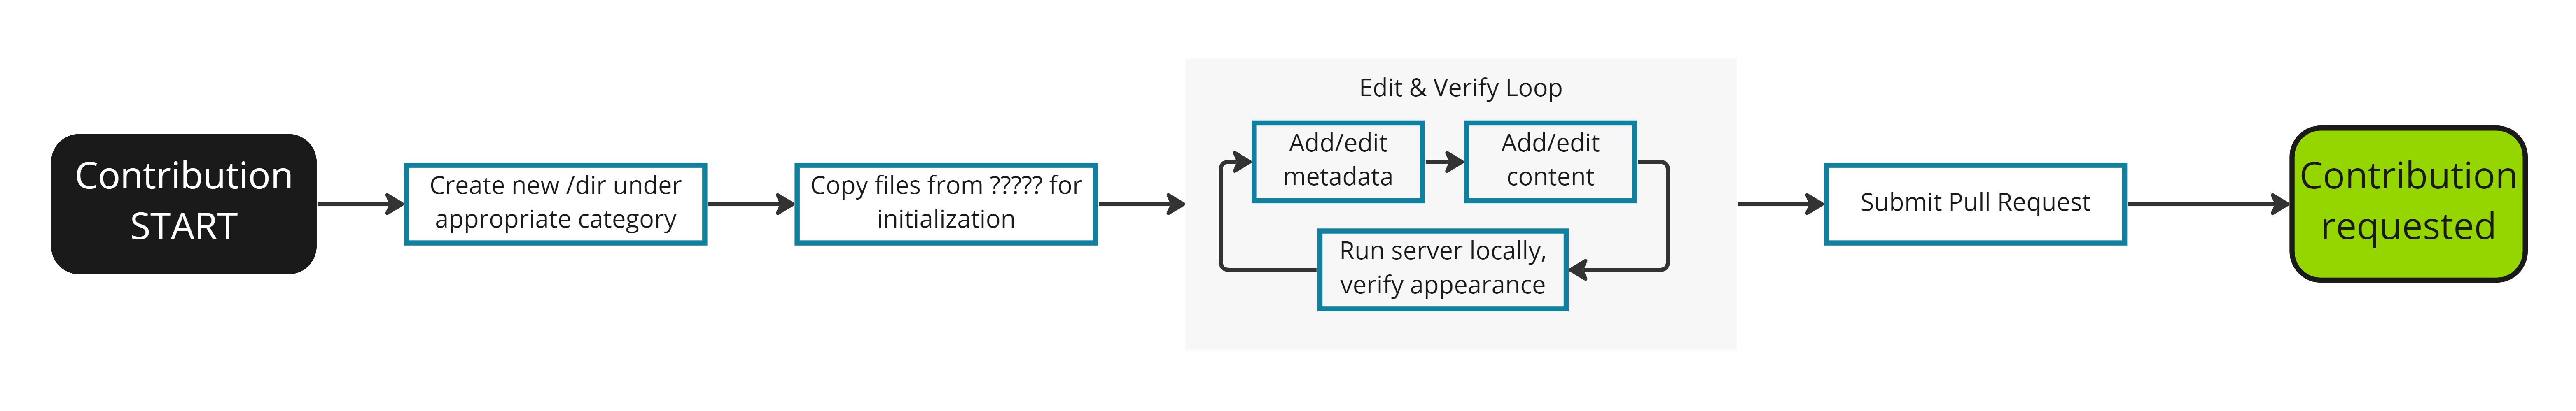 Contribution
START
Create new /dir under
appropriate category
Copy files from ????? for
initialization
Edit & Verify Loop
Add/edit
metadata
Add/edit
content
Run server locally,
verify appearance
Submit Pull Request
Contribution
requested